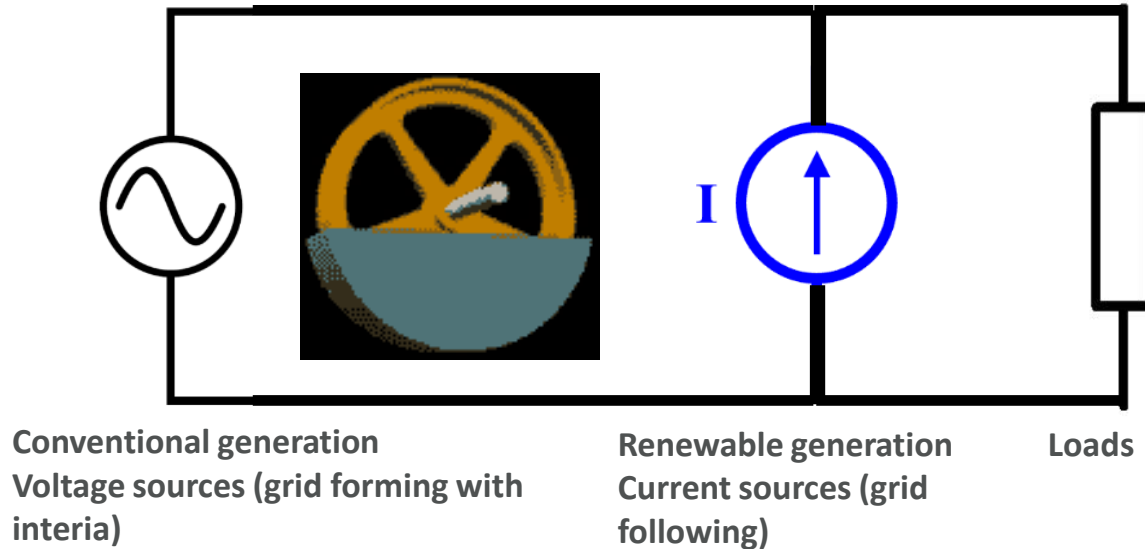 I
Conventional generation
Voltage sources (grid forming with
interia)
Renewable generation
Current sources (grid
following)
Loads